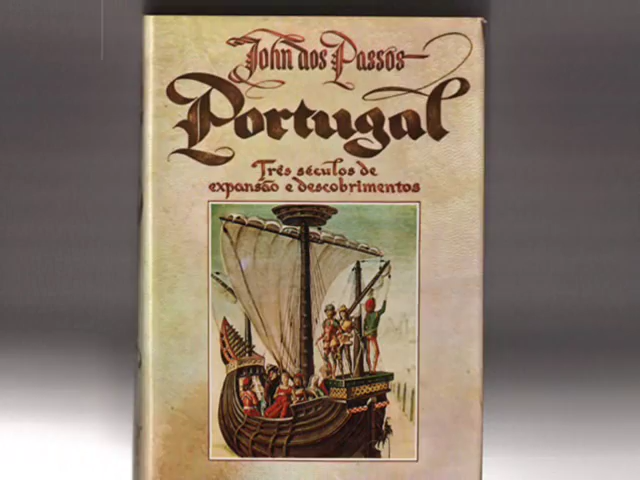 John dos Passos
Portugal
Três séculos de
expansão e descobrimentos